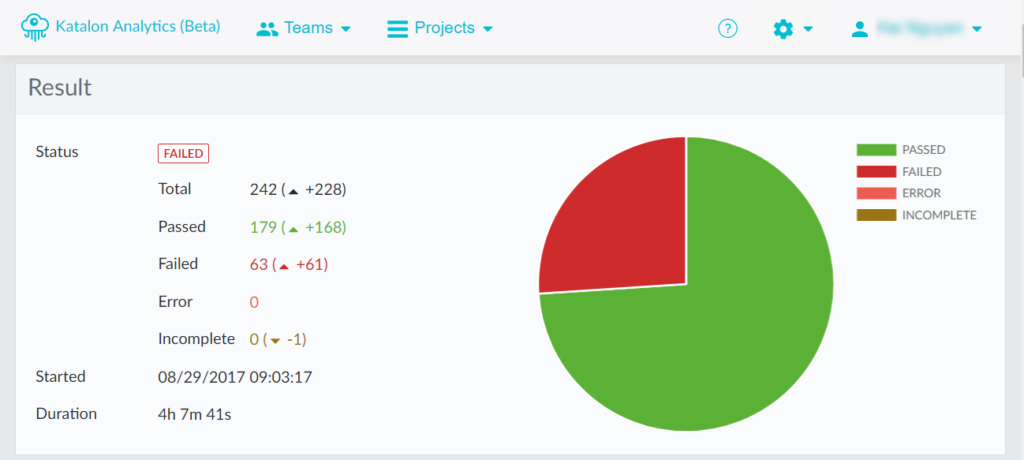 Katalon Analytics (Beta) Teams Projects ?
Result
Status FAILED
Total 242 (▲ +228)
Passed 179 (▲ +168)
Failed 63 (▲ +61)
Error 0
Incomplete 0 (▼ -1)
Started 08/29/2017 09:03:17
Duration 4h 7m 41s
PASSED
FAILED
ERROR
INCOMPLETE